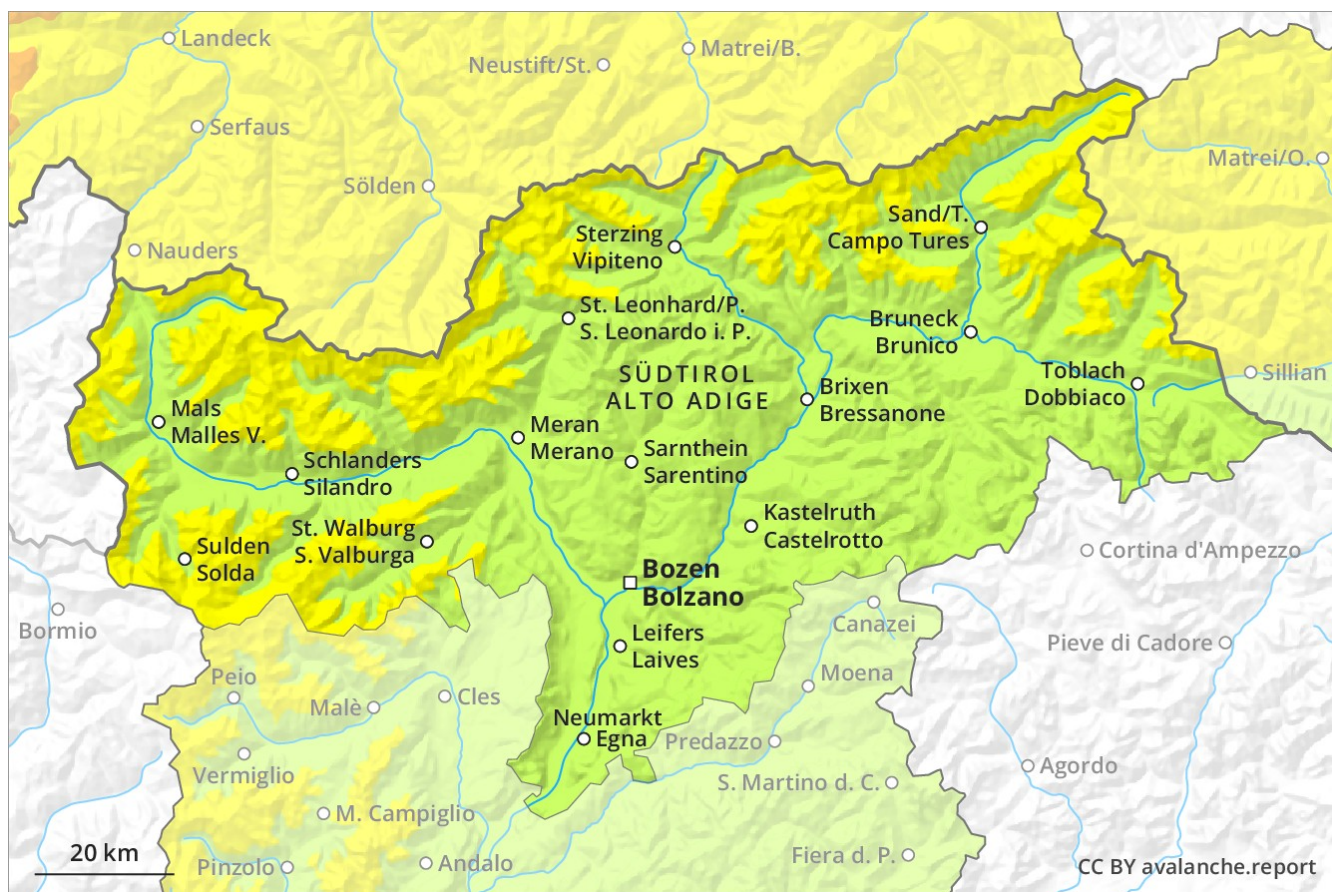 Landeck
Matrei/B.
Neustift/St.
Serfaus
Matrei/O.
Sölden
Sand/T.
Campo Tures
Sterzing
Vipiteno
Nauders
St. Leonhard/P.
S. Leonardo i. P.
Bruneck
Brunico
SÜDTIROL
ALTO ADIGE
Toblach
Dobbiaco
Sillian
Brixen
Bressanone
Mals
Malles V.
Meran
Merano
Sarnthein
Sarentino
Schlanders
Silandro
Kastelruth
Castelrotto
St. Walburg
S. Valburga
Sulden
Solda
Cortina d'Ampezzo
Bozen
Bolzano
Bormio
Canazei
Leifers
Laives
Pieve di Cadore
Peio
Moena
Malè
Cles
Neumarkt
Egna
Predazzo
Vermiglio
Agordo
S. Martino d. C.
M. Campiglio
20 km
Pinzolo
Andalo
Fiera d. P.
CC BY avalanche.report